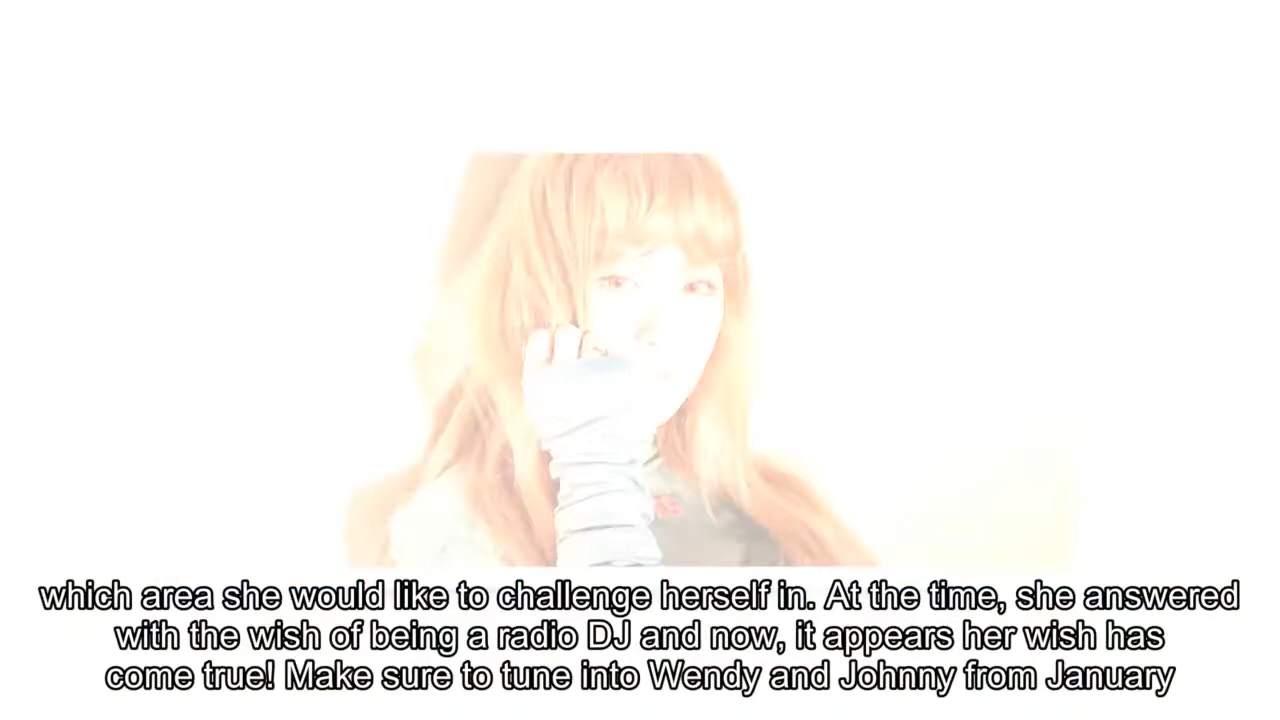 which area she would like to challenge herself in. At the time, she answered
with the wish of being a radio DJ and now, it appears her wish has
come true! Make sure to tune into Wendy and Johnny from January